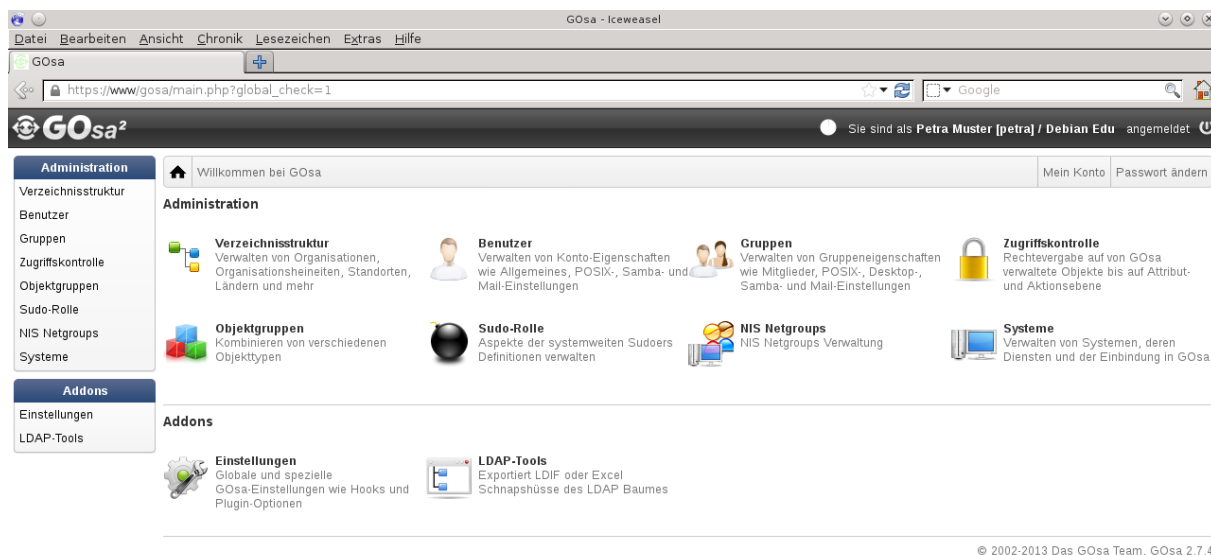 GOsa - Iceweasel
Datei Bearbeiten Ansicht Chronik Lesezeichen Extras Hilfe
GOsa
https://www/gosa/main.php?global_check=1
Google
GOsa²
Sie sind als Petra Muster [petra] / Debian Edu angemeldet
Administration
Verzeichnisstruktur
Benutzer
Gruppen
Zugriffskontrolle
Objektgruppen
Sudo-Rolle
NIS Netgroups
Systeme
Addons
Einstellungen
LDAP-Tools
Willkommen bei GOsa
Mein Konto
Passwort ändern
Administration
Verzeichnisstruktur
Verwalten von Organisationen,
Organisationsheineiten, Standorten,
Ländern und mehr
Benutzer
Verwalten von Konto-Eigenschaften
wie Allgemeines, POSIX-, Samba- und
Mail-Einstellungen
Gruppen
Verwalten von Gruppeneigenschaften
wie Mitglieder, POSIX-, Desktop-,
Samba- und Mail-Einstellungen
Zugriffskontrolle
Rechtevergabe auf von GOsa
verwaltete Objekte bis auf Attribut-
und Aktionsebene
Objektgruppen
Kombinieren von verschiedenen
Objekttypen
Sudo-Rolle
Aspekte der systemweiten Sudoers
Definitionen verwalten
NIS Netgroups
NIS Netgroups Verwaltung
Systeme
Verwalten von Systemen, deren
Diensten und der Einbindung in GOsa
Addons
Einstellungen
Globale und spezielle
GOsa-Einstellungen wie Hooks und
Plugin-Optionen
LDAP-Tools
Exportiert LDIF oder Excel
Schnapshüsse des LDAP Baumes
© 2002-2013 Das GOsa Team, GOsa 2.7.4